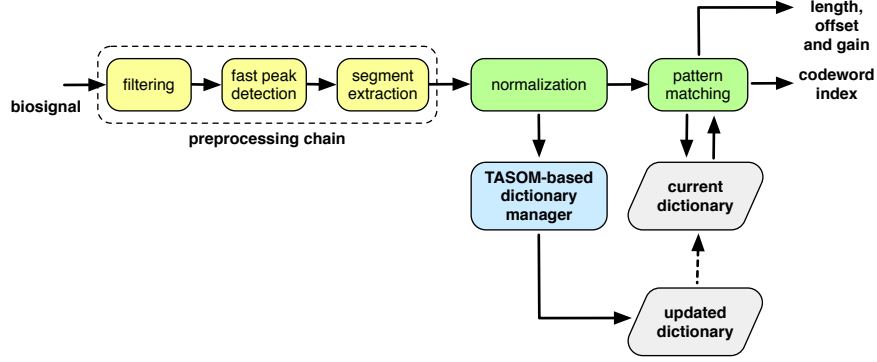 length,
offset
and gain
biosignal
filtering
fast peak
detection
segment
extraction
preprocessing chain
normalization
pattern
matching
codeword
index
TASOM-based
dictionary
manager
current
dictionary
updated
dictionary